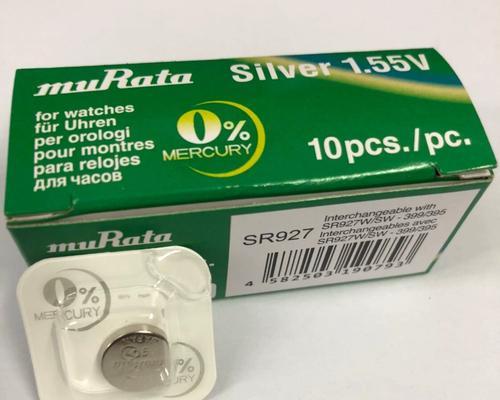 muRata
Silver 1.55V
for watches
für Uhren
per orologi
pour montres
para relojes
для часов
0%
MERCURY
10pcs./pc.
muRata
SR927
Interchangeable with
SR927W/SW - 399/395
Interchangeables avec
SR927W/SW - 399/395
4 582503 190793
0%
MERCURY
muRata